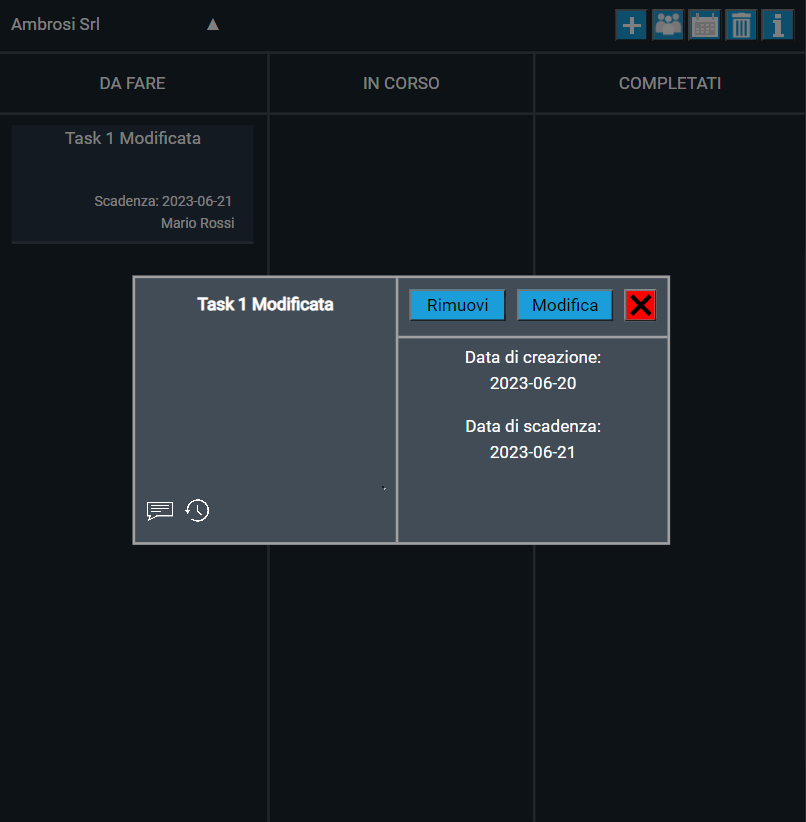 Ambrosi Srl ▲
DA FARE
IN CORSO
COMPLETATI
Task 1 Modificata
Scadenza: 2023-06-21
Mario Rossi
Task 1 Modificata
Rimuovi
Modifica
Data di creazione:
2023-06-20
Data di scadenza:
2023-06-21